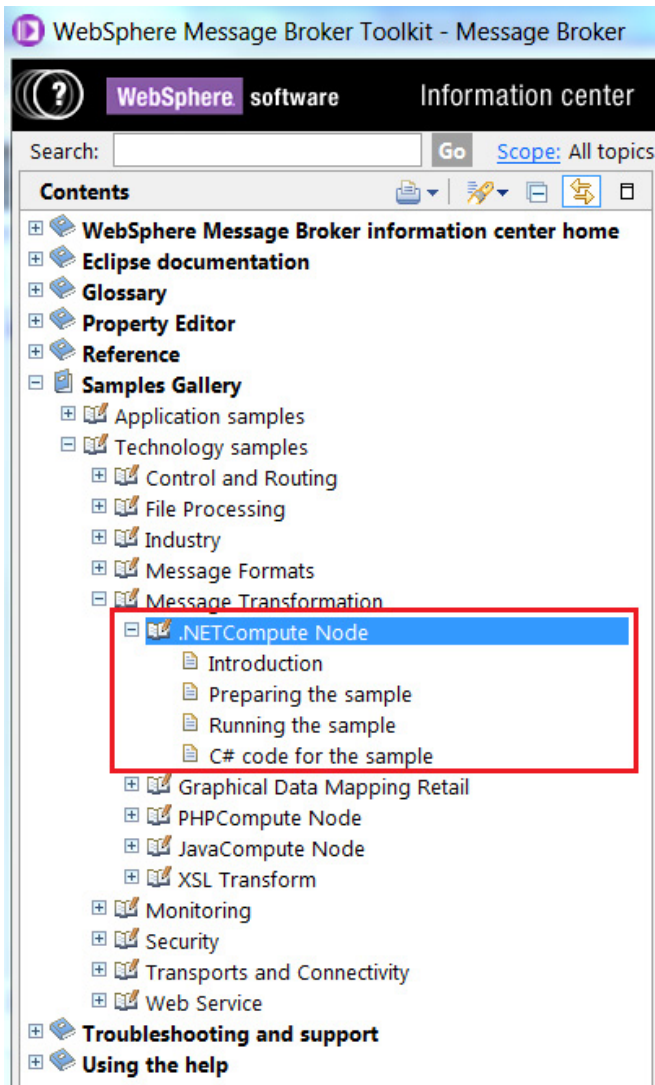 WebSphere Message Broker Toolkit - Message Broker
WebSphere. software Information center
Search: Go Scope: All topics
Contents
WebSphere Message Broker information center home
Eclipse documentation
Glossary
Property Editor
Reference
Samples Gallery
Application samples
Technology samples
Control and Routing
File Processing
Industry
Message Formats
Message Transformation
.NETCompute Node
Introduction
Preparing the sample
Running the sample
C# code for the sample
Graphical Data Mapping Retail
PHPCompute Node
JavaCompute Node
XSL Transform
Monitoring
Security
Transports and Connectivity
Web Service
Troubleshooting and support
Using the help